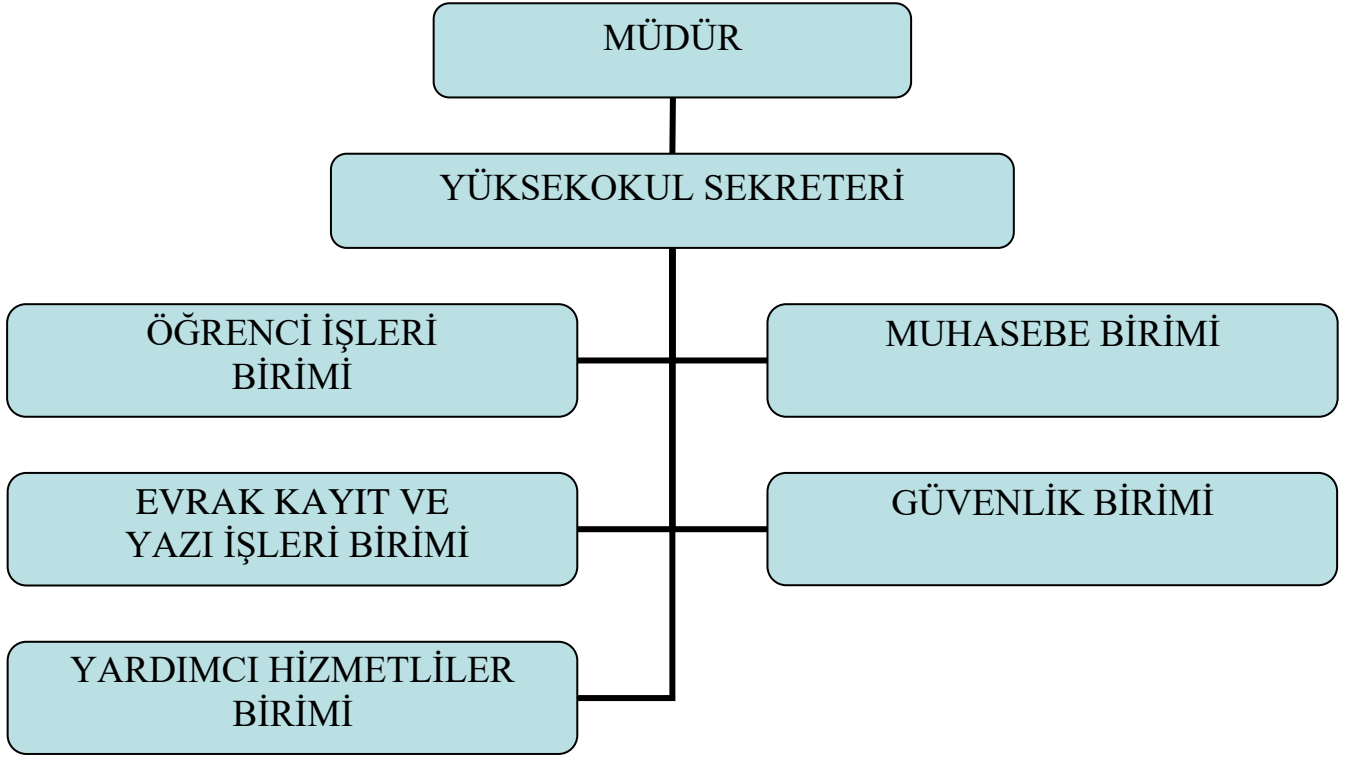 MÜDÜR
YÜKSEKOKUL SEKRETERİ
ÖĞRENCİ İŞLERİ
BİRİMİ
MUHASEBE BİRİMİ
EVRAK KAYIT VE
YAZI İŞLERİ BİRİMİ
GÜVENLİK BİRİMİ
YARDIMCI HİZMETLİLER
BİRİMİ